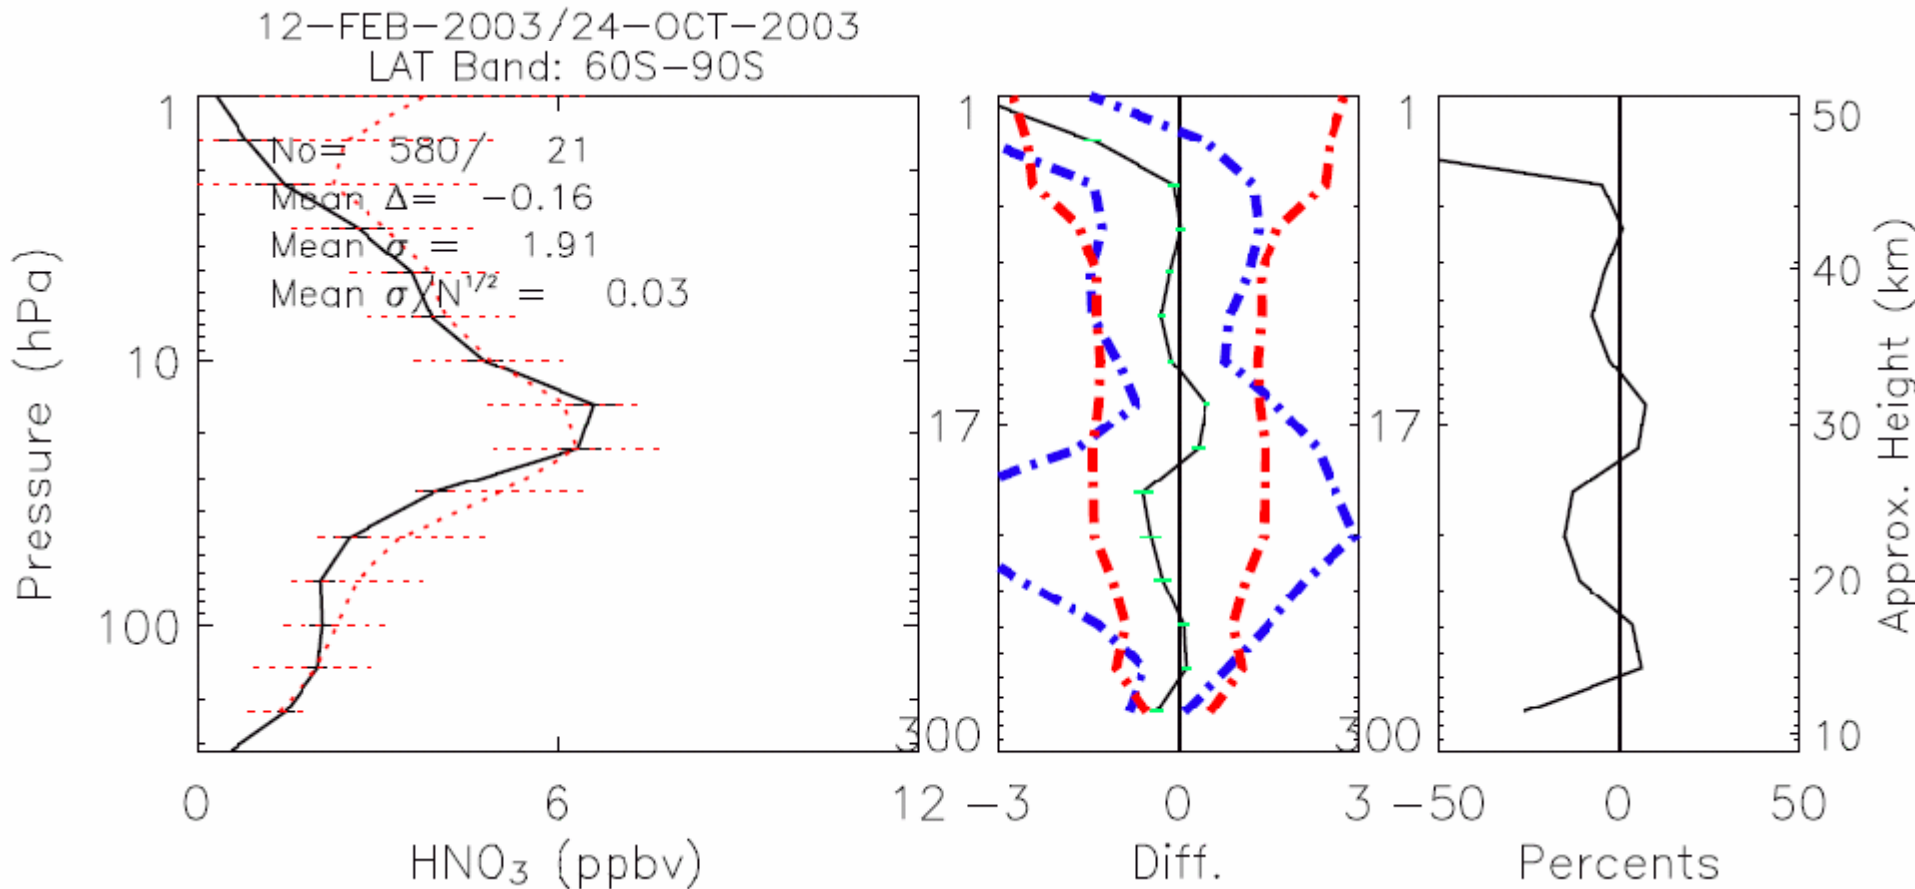 12-FEB-2003/24-OCT-2003
LAT Band: 60S-90S
No= 580/ 21
Mean Δ= -0.16
Mean σ = 1.91
Mean σ/N^1/2 = 0.03
Pressure (hPa)
1
10
100
0
6
12
HNO₃ (ppbv)
1
17
300
-3
0
3
Diff.
1
17
300
-50
0
50
Percents
50
40
30
20
10
Approx. Height (km)